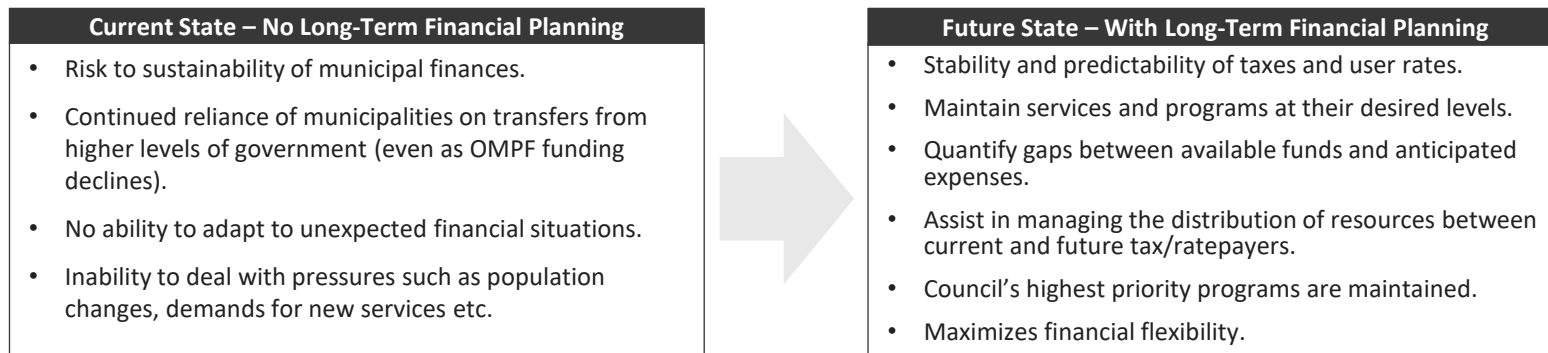 Current State – No Long-Term Financial Planning
• Risk to sustainability of municipal finances.
• Continued reliance of municipalities on transfers from
higher levels of government (even as OMPF funding
declines).
• No ability to adapt to unexpected financial situations.
• Inability to deal with pressures such as population
changes, demands for new services etc.
Future State – With Long-Term Financial Planning
• Stability and predictability of taxes and user rates.
• Maintain services and programs at their desired levels.
• Quantify gaps between available funds and anticipated
expenses.
• Assist in managing the distribution of resources between
current and future tax/ratepayers.
• Council’s highest priority programs are maintained.
• Maximizes financial flexibility.